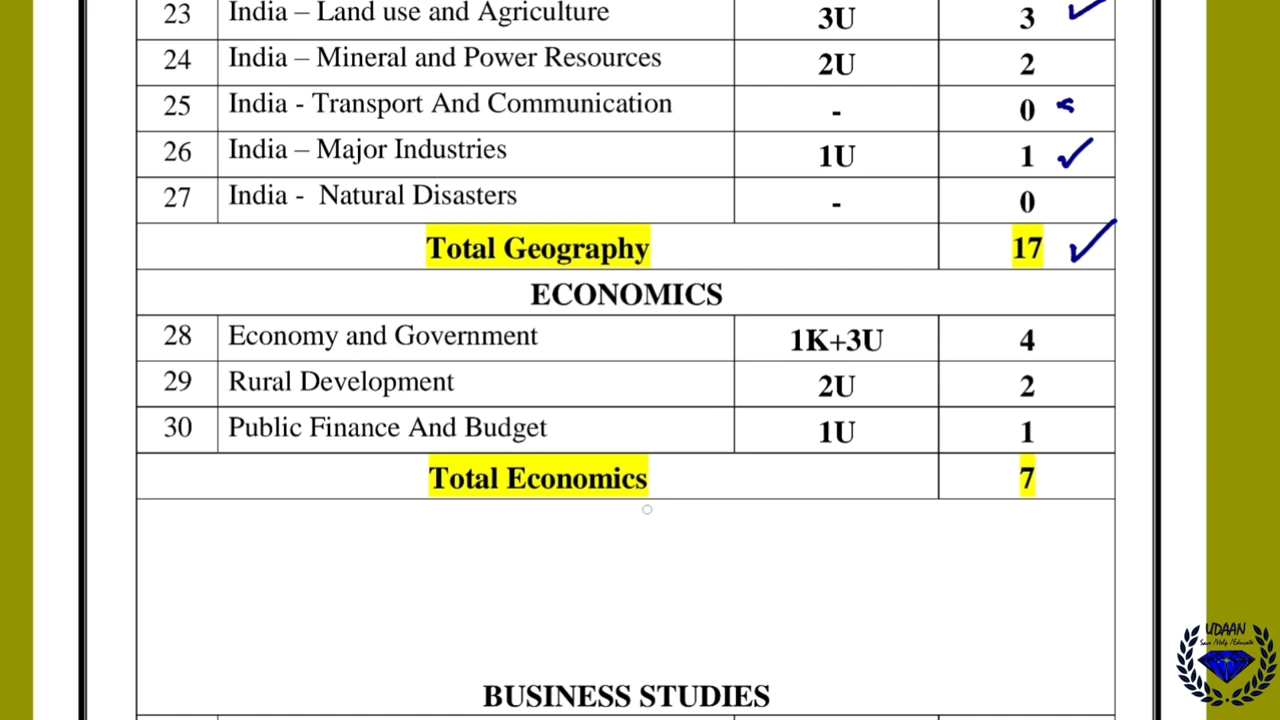 23 India – Land use and Agriculture 3U 3
24 India – Mineral and Power Resources 2U 2
25 India - Transport And Communication - 0
26 India – Major Industries 1U 1
27 India - Natural Disasters - 0
Total Geography 17
ECONOMICS
28 Economy and Government 1K+3U 4
29 Rural Development 2U 2
30 Public Finance And Budget 1U 1
Total Economics 7
BUSINESS STUDIES
UDAAN
Save /Help /Educate